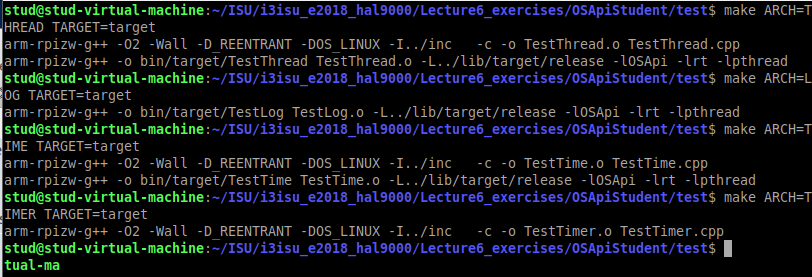 stud@stud-virtual-machine:~/ISU/i3isu_e2018_hal9000/Lecture6_exercises/OSApiStudent/test$ make ARCH=T
HREAD TARGET=target
arm-rpizw-g++ -O2 -Wall -D_REENTRANT -DOS_LINUX -I../inc   -c -o TestThread.o TestThread.cpp
arm-rpizw-g++ -o bin/target/TestThread TestThread.o -L../lib/target/release -lOSApi -lrt -lpthread
stud@stud-virtual-machine:~/ISU/i3isu_e2018_hal9000/Lecture6_exercises/OSApiStudent/test$ make ARCH=L
OG TARGET=target
arm-rpizw-g++ -o bin/target/TestLog TestLog.o -L../lib/target/release -lOSApi -lrt -lpthread
stud@stud-virtual-machine:~/ISU/i3isu_e2018_hal9000/Lecture6_exercises/OSApiStudent/test$ make ARCH=T
IME TARGET=target
arm-rpizw-g++ -O2 -Wall -D_REENTRANT -DOS_LINUX -I../inc   -c -o TestTime.o TestTime.cpp
arm-rpizw-g++ -o bin/target/TestTime TestTime.o -L../lib/target/release -lOSApi -lrt -lpthread
stud@stud-virtual-machine:~/ISU/i3isu_e2018_hal9000/Lecture6_exercises/OSApiStudent/test$ make ARCH=T
IMER TARGET=target
arm-rpizw-g++ -O2 -Wall -D_REENTRANT -DOS_LINUX -I../inc   -c -o TestTimer.o TestTimer.cpp
stud@stud-virtual-machine:~/ISU/i3isu_e2018_hal9000/Lecture6_exercises/OSApiStudent/test$
tual-ma